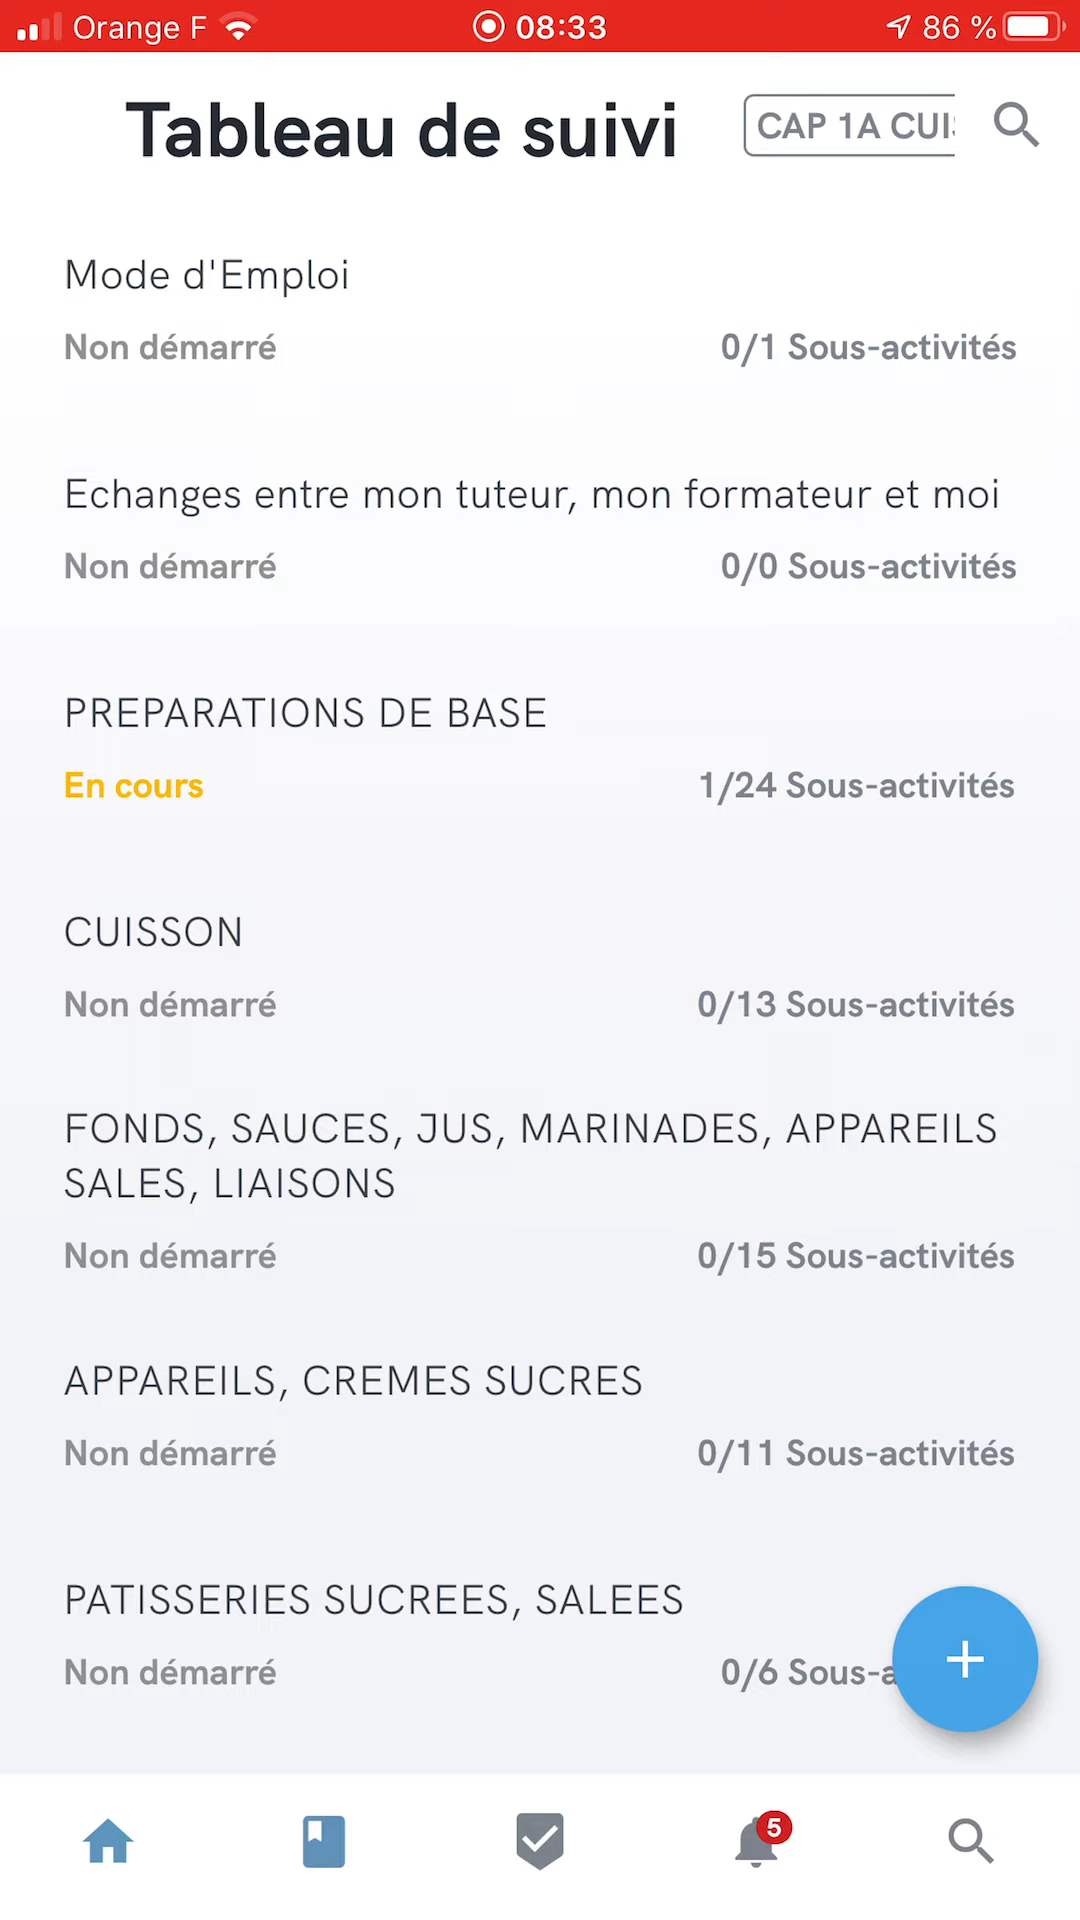 Orange F 08:33 86 %
Tableau de suivi CAP 1A CUI
Mode d'Emploi
Non démarré 0/1 Sous-activités
Echanges entre mon tuteur, mon formateur et moi
Non démarré 0/0 Sous-activités
PREPARATIONS DE BASE
En cours 1/24 Sous-activités
CUISSON
Non démarré 0/13 Sous-activités
FONDS, SAUCES, JUS, MARINADES, APPAREILS
SALES, LIAISONS
Non démarré 0/15 Sous-activités
APPAREILS, CREMES SUCRES
Non démarré 0/11 Sous-activités
PATISSERIES SUCREES, SALEES
Non démarré 0/6 Sous-a
5